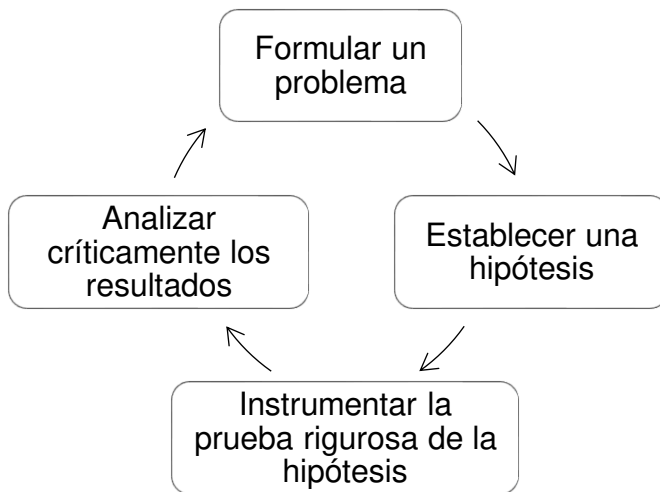 Formular un
problema
Establecer una
hipótesis
Instrumentar la
prueba rigurosa de la
hipótesis
Analizar
críticamente los
resultados